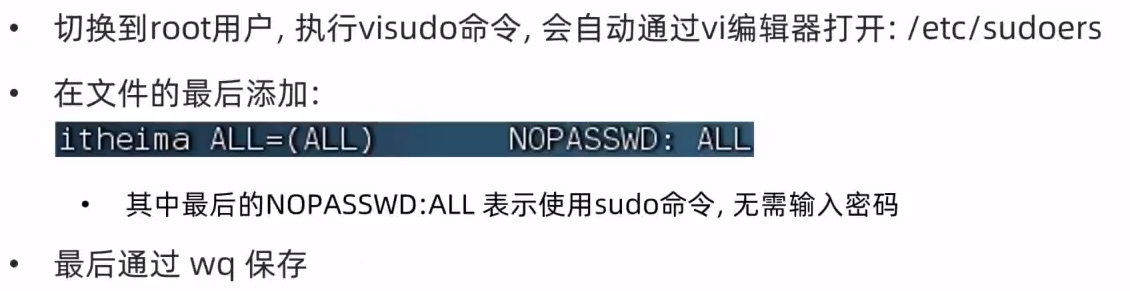 • 切换到root用户, 执行visudo命令, 会自动通过vi编辑器打开: /etc/sudoers
• 在文件的最后添加:
itheima ALL=(ALL)       NOPASSWD: ALL
• 其中最后的NOPASSWD:ALL 表示使用sudo命令, 无需输入密码
• 最后通过 wq 保存